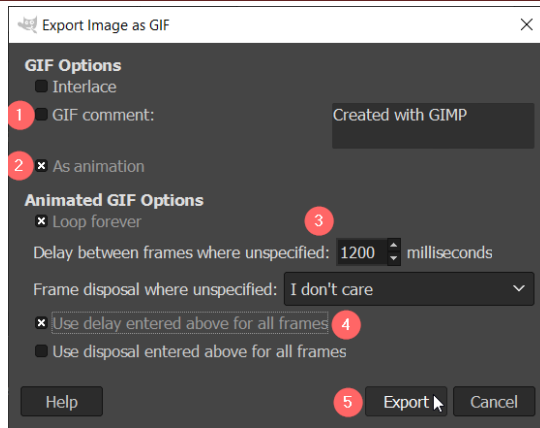 Export Image as GIF
GIF Options
Interlace
1 GIF comment: Created with GIMP
2 As animation
Animated GIF Options
Loop forever
3
Delay between frames where unspecified: 1200 milliseconds
Frame disposal where unspecified: I don't care
Use delay entered above for all frames 4
Use disposal entered above for all frames
Help 5 Export Cancel